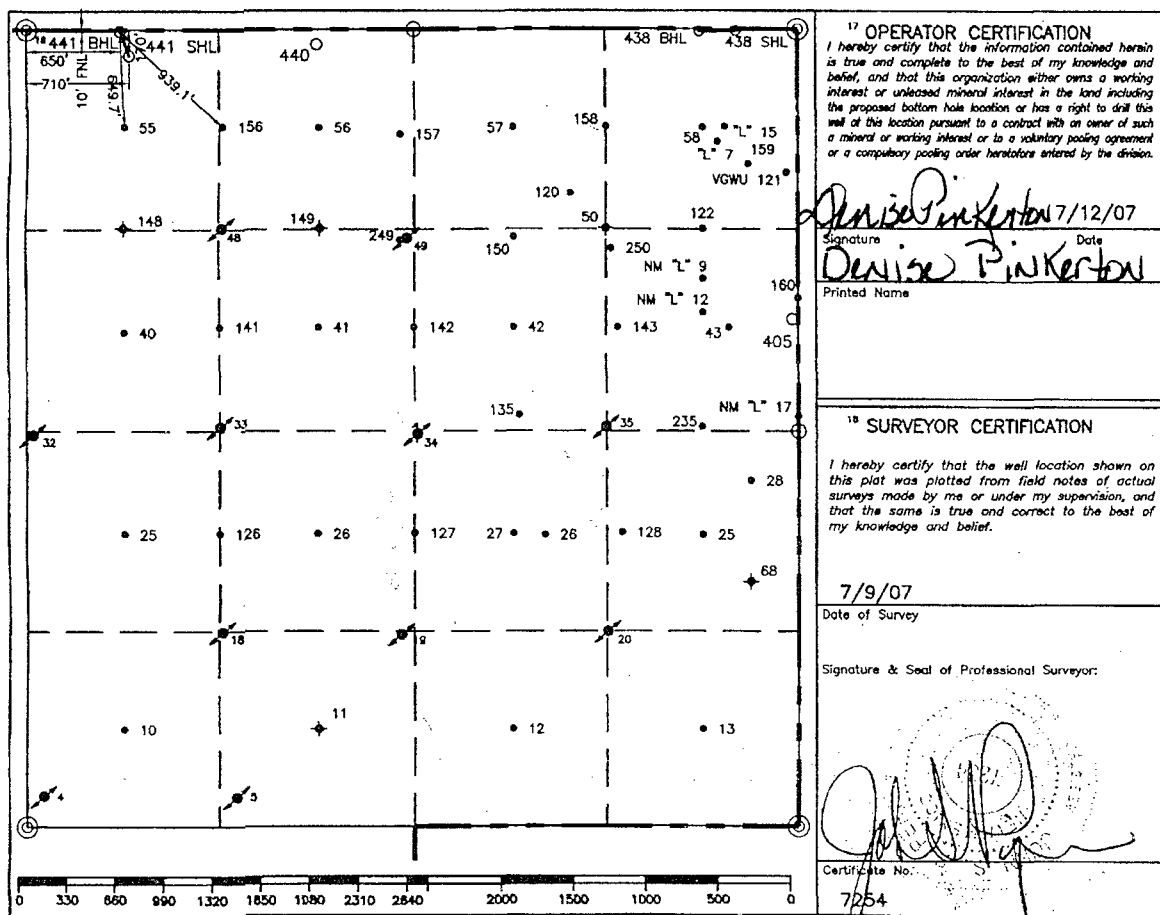 16 441 BHL 441 SHL
650'
710'
10' FNL
649.7'
939.1'
170.0'
440
438 BHL 438 SHL
55 156 56 157 57 158 58 "L" 15
"L" 7 159
VGWU 121
120
148 48 149 249 49 150 50 122
250
NM "L" 9
160
NM "L" 12
40 141 41 142 42 143 43
405
NM "L" 17
135
32 33 34 35 235
28
25 126 26 127 27 26 128 25
68
18 19 20
11
10 12 13
4 5
0 330 660 990 1320 1650 1980 2640 2000 1500 1000 500 0
17 OPERATOR CERTIFICATION
I hereby certify that the information contained herein
is true and complete to the best of my knowledge and
belief, and that this organization either owns a working
interest or unleased mineral interest in the land including
the proposed bottom hole location or has a right to drill this
well at this location pursuant to a contract with an owner of such
a mineral or working interest or to a voluntary pooling agreement
or a compulsory pooling order heretofore entered by the division.
Denise Pinkerton 7/12/07
Signature Date
Denise Pinkerton
Printed Name
18 SURVEYOR CERTIFICATION
I hereby certify that the well location shown on
this plat was plotted from field notes of actual
surveys made by me or under my supervision, and
that the same is true and correct to the best of
my knowledge and belief.
7/9/07
Date of Survey
Signature & Seal of Professional Surveyor:
Certificate No.
7254